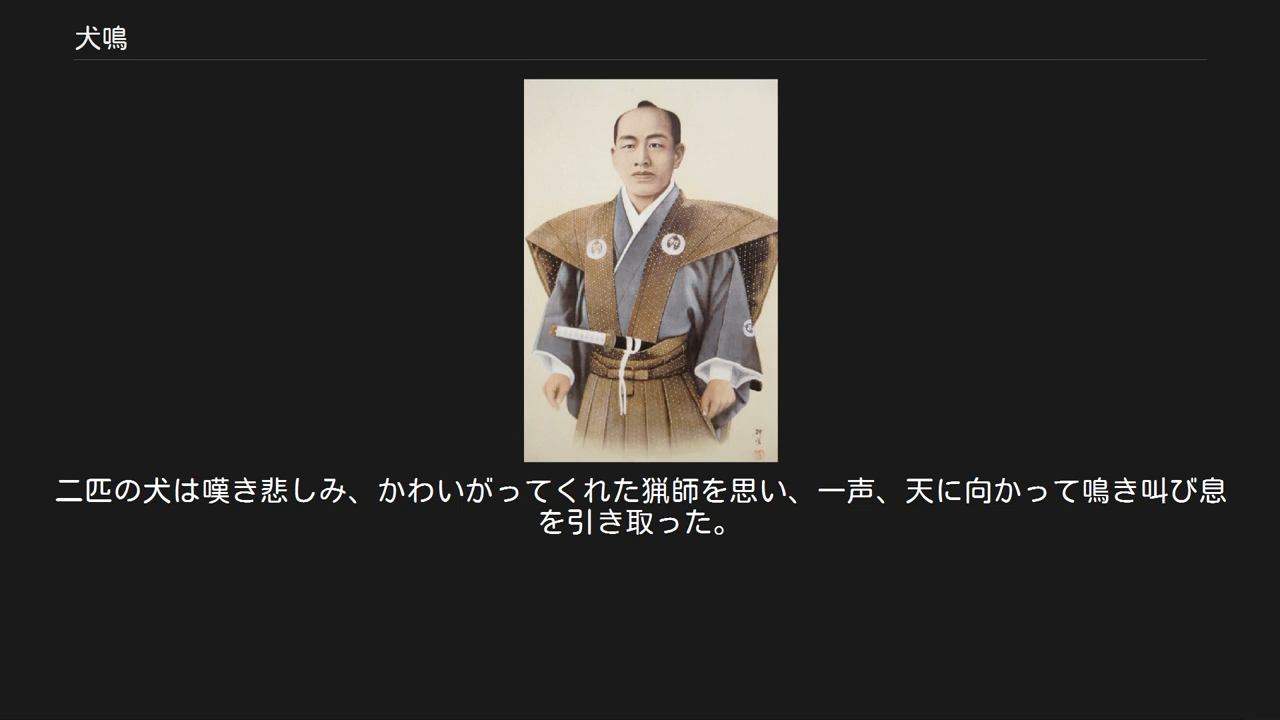 犬鳴
二匹の犬は嘆き悲しみ、かわいがってくれた猟師を思い、一声、天に向かって鳴き叫び息
を引き取った。